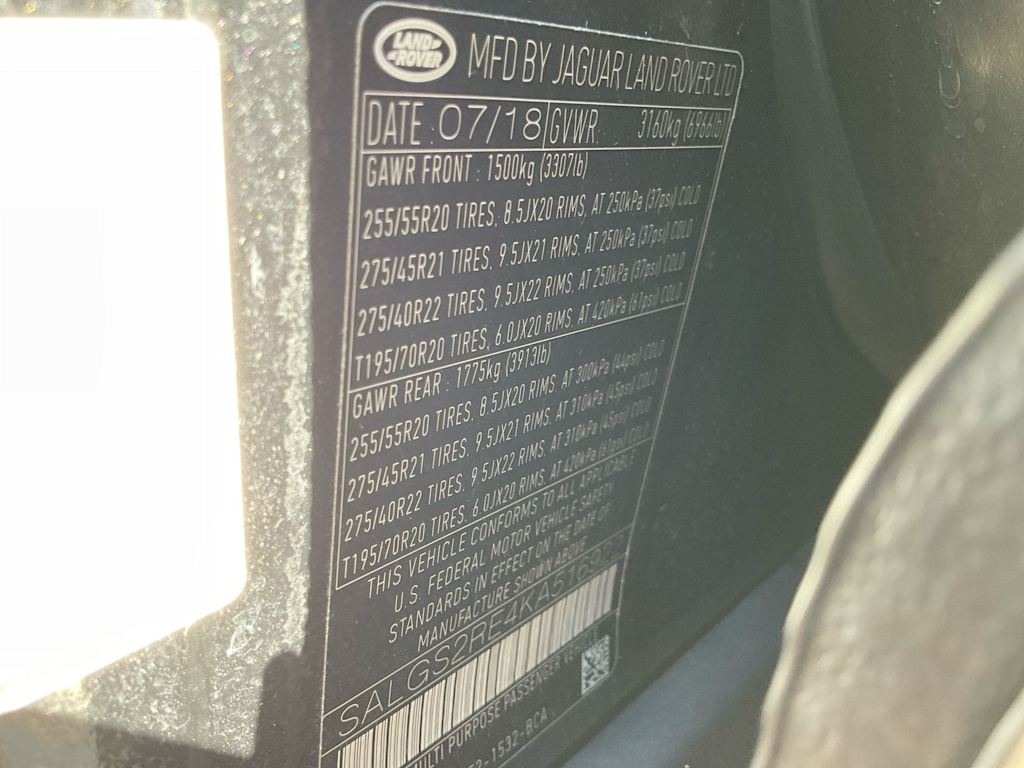 LAND ROVER
MFD BY JAGUAR LAND ROVER LTD
DATE 07/18 GVWR 3160kg (6966lb)
GAWR FRONT : 1500kg (3307lb)
255/55R20 TIRES, 8.5JX20 RIMS, AT 250kPa (37psi) COLD
275/45R21 TIRES, 9.5JX21 RIMS, AT 250kPa (37psi) COLD
275/40R22 TIRES, 9.5JX22 RIMS, AT 250kPa (37psi) COLD
T195/70R20 TIRES, 6.0JX20 RIMS, AT 420kPa (61psi) COLD
GAWR REAR : 1775kg (3913lb)
255/55R20 TIRES, 8.5JX20 RIMS, AT 300kPa (44psi) COLD
275/45R21 TIRES, 9.5JX21 RIMS, AT 310kPa (45psi) COLD
275/40R22 TIRES, 9.5JX22 RIMS, AT 310kPa (45psi) COLD
T195/70R20 TIRES, 6.0JX20 RIMS, AT 420kPa COLD
THIS VEHICLE CONFORMS TO ALL APPLICABLE
U.S. FEDERAL MOTOR VEHICLE SAFETY
STANDARDS IN EFFECT ON THE DATE OF
MANUFACTURE SHOWN ABOVE
MULTI PURPOSE PASSENGER VEHICLE
-1532-BCA